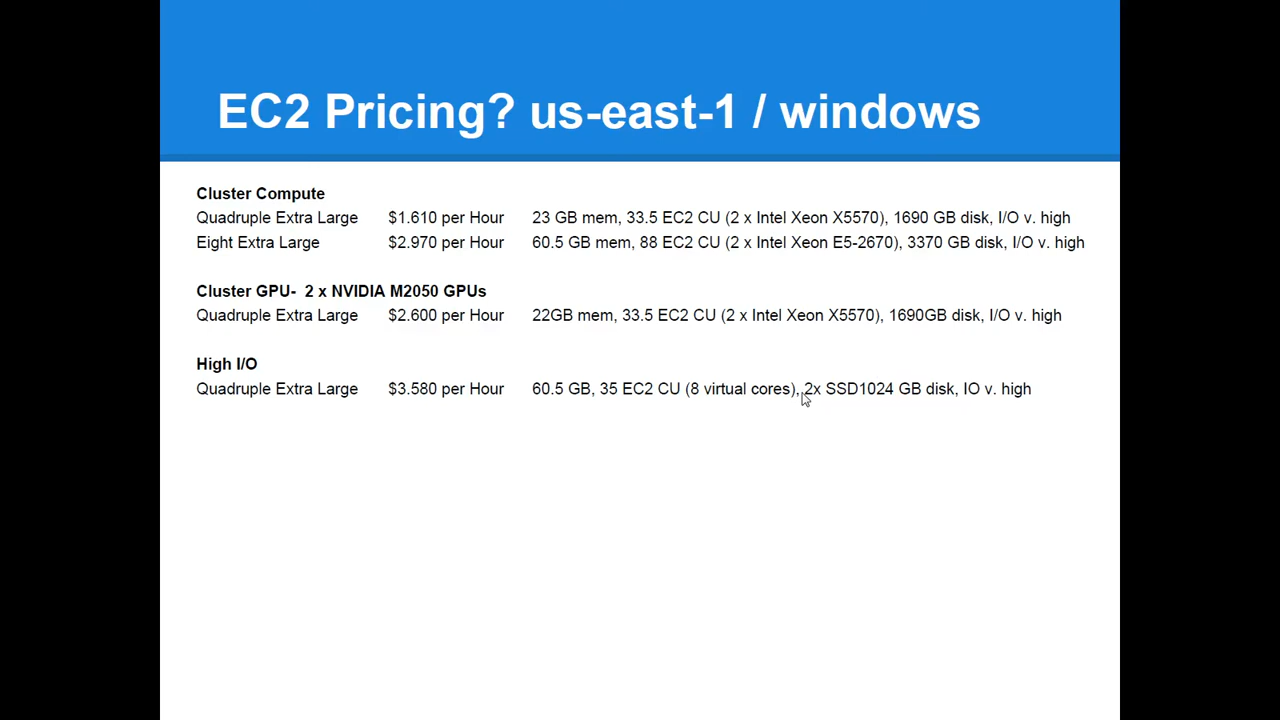 EC2 Pricing? us-east-1 / windows
Cluster Compute
Quadruple Extra Large $1.610 per Hour 23 GB mem, 33.5 EC2 CU (2 x Intel Xeon X5570), 1690 GB disk, I/O v. high
Eight Extra Large $2.970 per Hour 60.5 GB mem, 88 EC2 CU (2 x Intel Xeon E5-2670), 3370 GB disk, I/O v. high
Cluster GPU- 2 x NVIDIA M2050 GPUs
Quadruple Extra Large $2.600 per Hour 22GB mem, 33.5 EC2 CU (2 x Intel Xeon X5570), 1690GB disk, I/O v. high
High I/O
Quadruple Extra Large $3.580 per Hour 60.5 GB, 35 EC2 CU (8 virtual cores), 2x SSD1024 GB disk, IO v. high